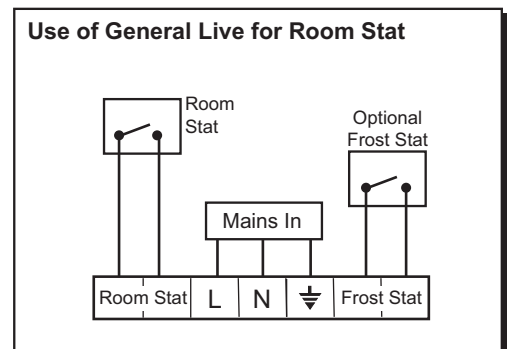 Use of General Live for Room Stat
Room
Stat
Optional
Frost Stat
Mains In
Room Stat L N Frost Stat